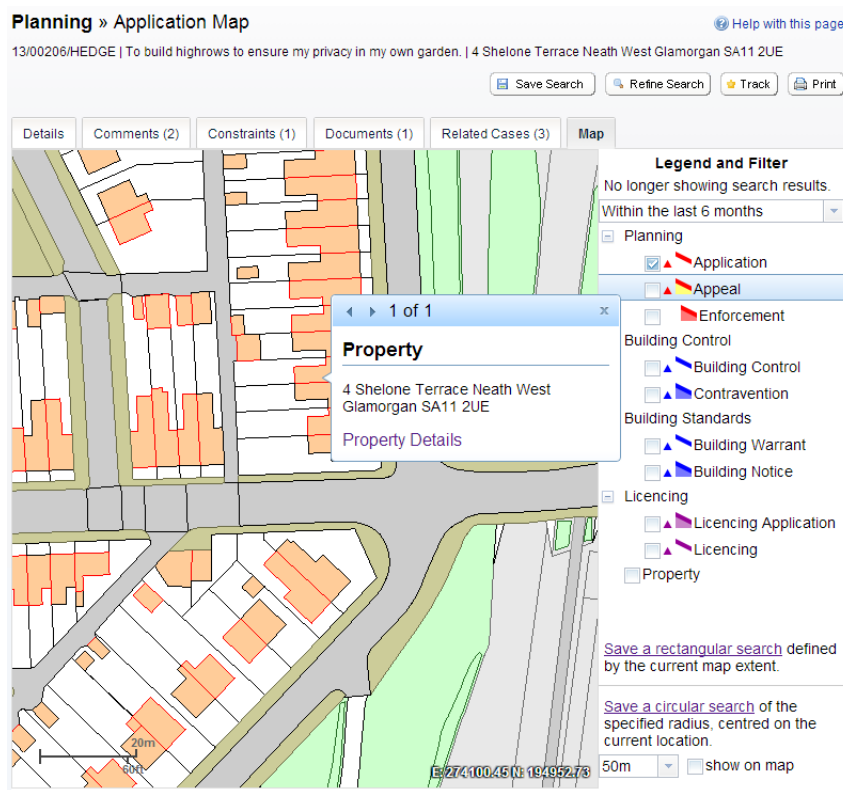 Planning » Application Map
Help with this page
13/00206/HEDGE | To build highrows to ensure my privacy in my own garden. | 4 Shelone Terrace Neath West Glamorgan SA11 2UE
Save Search
Refine Search
Track
Print
Details
Comments (2)
Constraints (1)
Documents (1)
Related Cases (3)
Map
Legend and Filter
No longer showing search results.
Within the last 6 months
Planning
Application
Appeal
Enforcement
Building Control
Building Control
Contravention
Building Standards
Building Warrant
Building Notice
Licencing
Licencing Application
Licencing
Property
Save a rectangular search defined
by the current map extent.
Save a circular search of the
specified radius, centred on the
current location.
50m
show on map
1 of 1
x
Property
4 Shelone Terrace Neath West
Glamorgan SA11 2UE
Property Details
20m
60ft
E: 274100.45 N: 194952.73